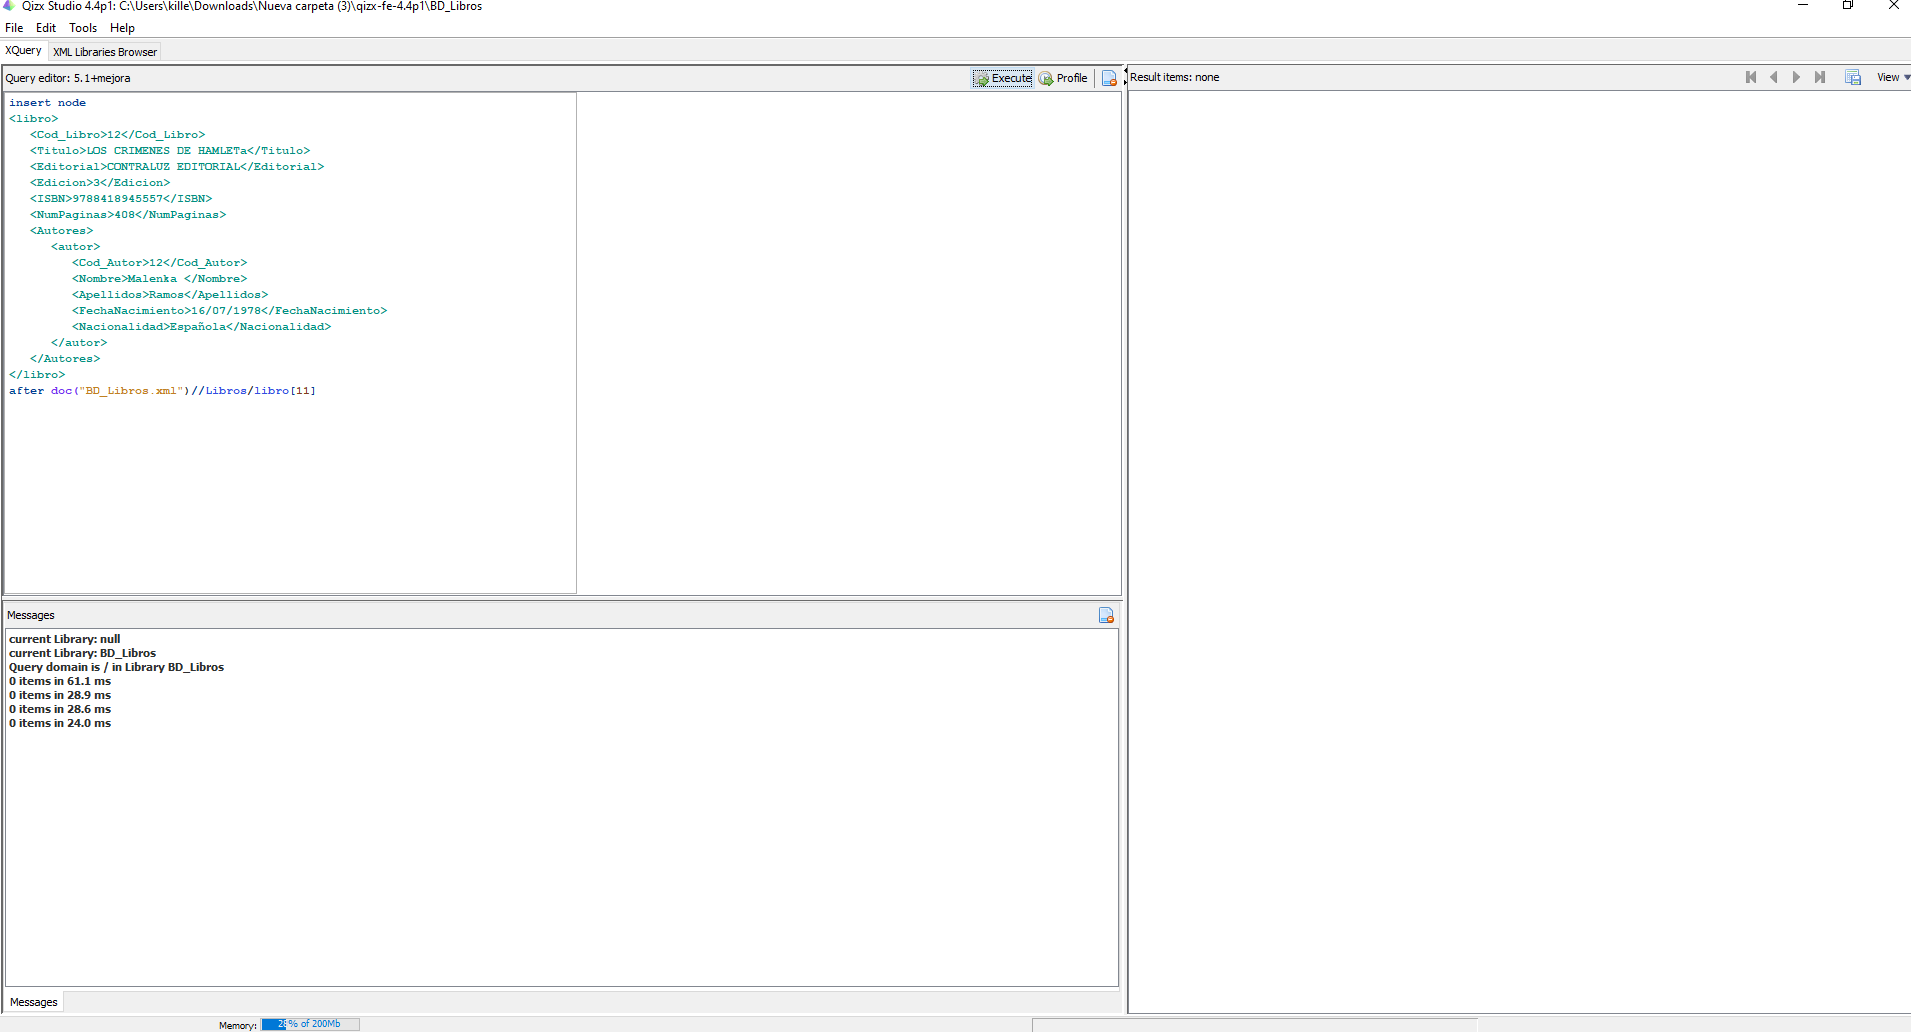 Qizx Studio 4.4p1: C:\Users\kille\Downloads\Nueva carpeta (3)\qizx-fe-4.4p1\BD_Libros
File Edit Tools Help
XQuery XML Libraries Browser
Query editor: 5.1+mejora Execute Profile
insert node
<libro>
<Cod_Libro>12</Cod_Libro>
<Titulo>LOS CRIMENES DE HAMLETa</Titulo>
<Editorial>CONTRALUZ EDITORIAL</Editorial>
<Edicion>3</Edicion>
<ISBN>9788418945557</ISBN>
<NumPaginas>408</NumPaginas>
<Autores>
<autor>
<Cod_Autor>12</Cod_Autor>
<Nombre>Malenka </Nombre>
<Apellidos>Ramos</Apellidos>
<FechaNacimiento>16/07/1978</FechaNacimiento>
<Nacionalidad>Española</Nacionalidad>
</autor>
</Autores>
</libro>
after doc("BD_Libros.xml")//Libros/libro[11]
Messages
current Library: null
current Library: BD_Libros
Query domain is / in Library BD_Libros
0 items in 61.1 ms
0 items in 28.9 ms
0 items in 28.6 ms
0 items in 24.0 ms
Messages
Result items: none View
Memory: 28% of 200Mb